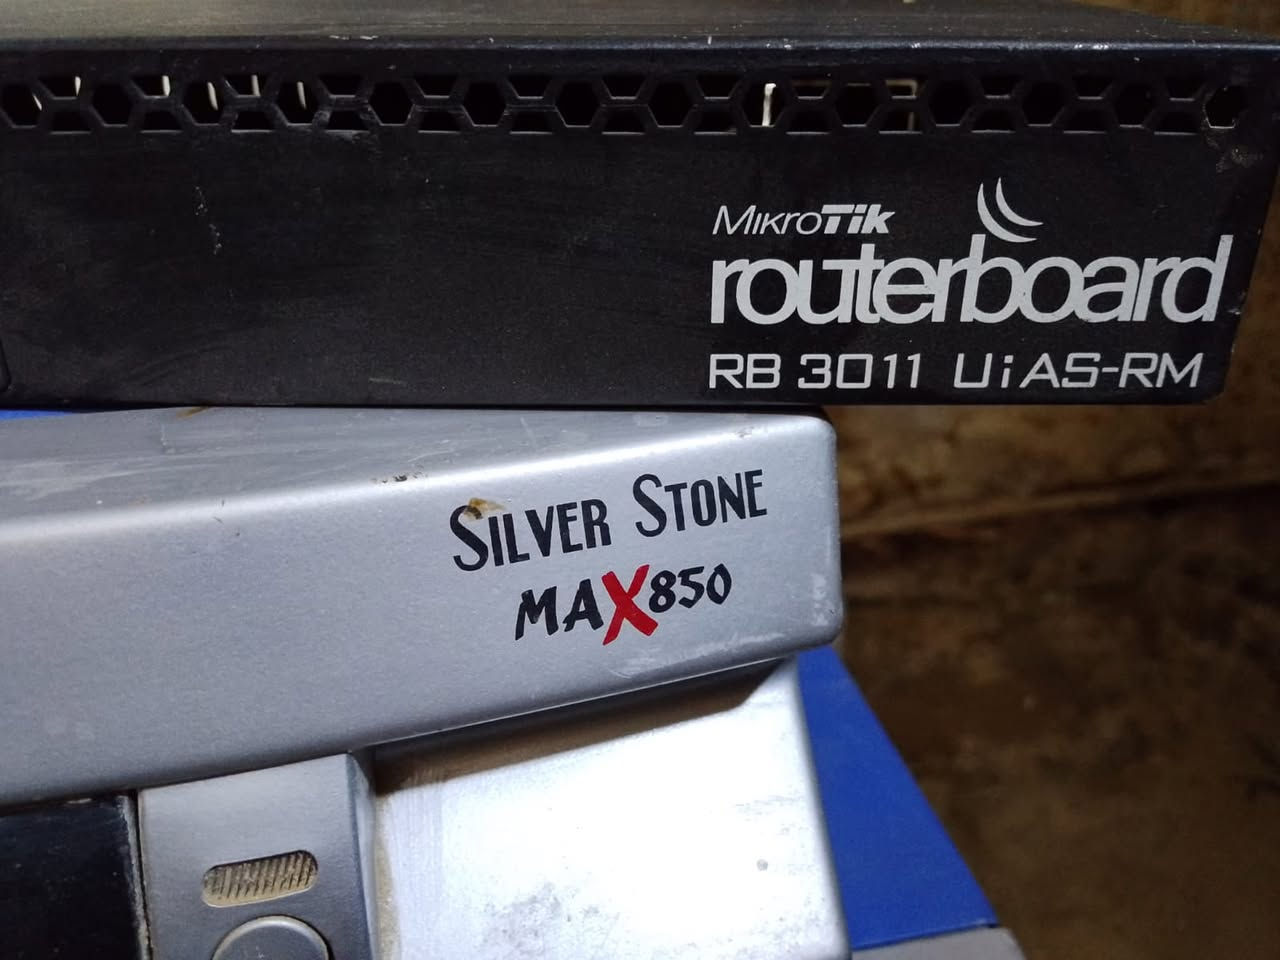 MikroTik
routerboard
RB 3011 UiAS-RM
SILVER STONE
MAX850